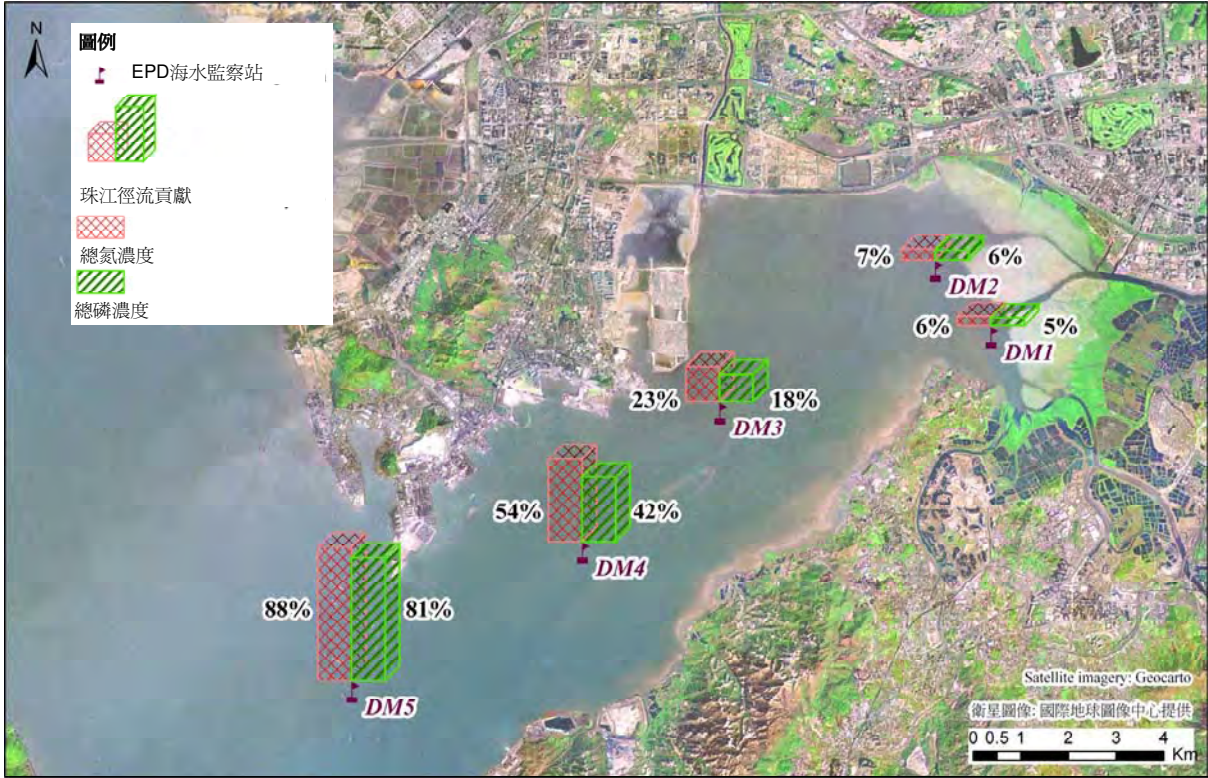 N
圖例
EPD海水監察站
珠江徑流貢獻
總氮濃度
總磷濃度
7%
6%
DM2
6%
5%
DM1
23%
18%
DM3
54%
42%
DM4
88%
81%
DM5
Satellite imagery: Geocarto
衛星圖像: 國際地球圖像中心提供
0 0.5 1 2 3 4
Km